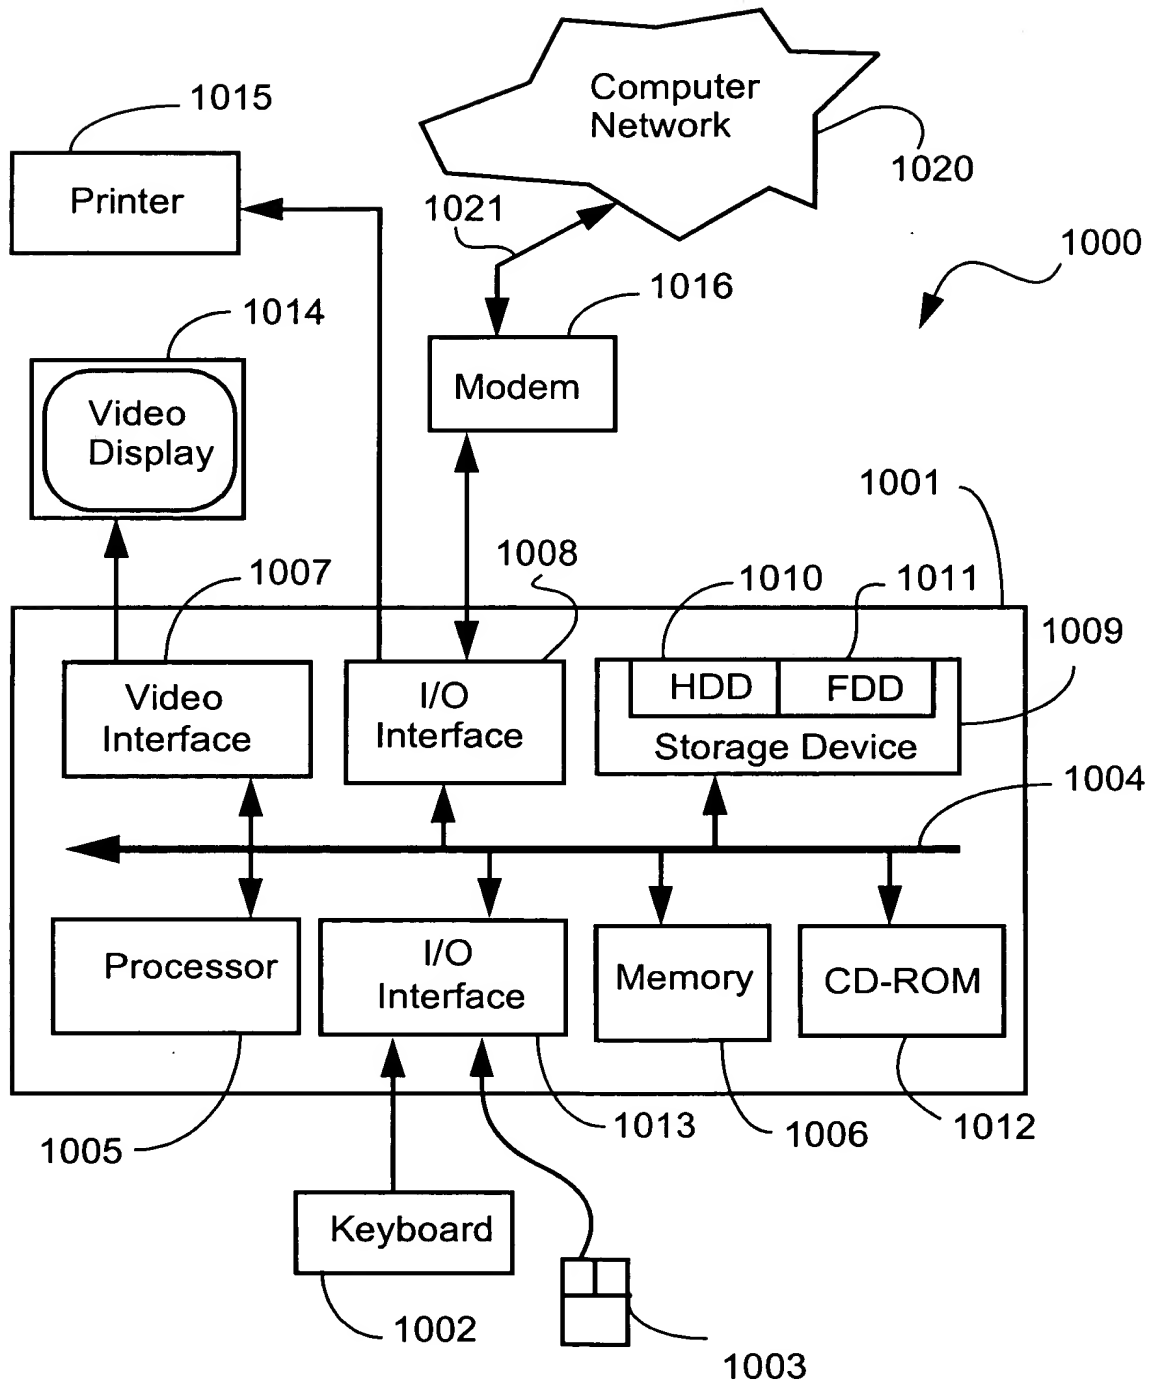 1015
Printer
Computer
Network
1020
1021
1000
1016
1014
Modem
Video
Display
1001
1008
1007
1010
1011
1009
Video
Interface
I/O
Interface
HDD
FDD
Storage Device
1004
Processor
I/O
Interface
Memory
CD-ROM
1005
1013
1006
1012
Keyboard
1002
1003